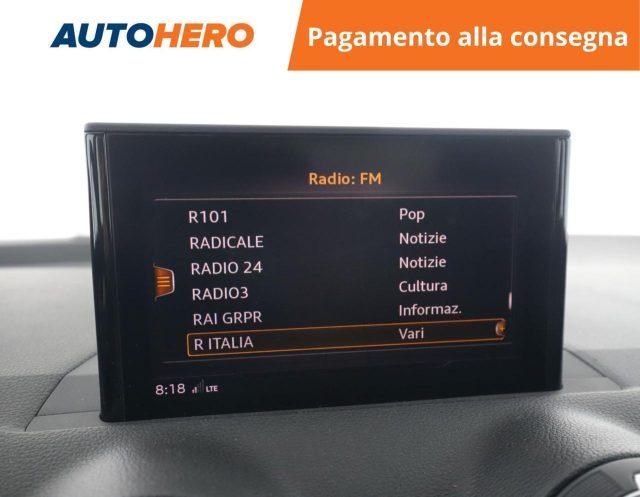 AUTOHERO
Pagamento alla consegna
Radio: FM
R101 Pop
RADICALE Notizie
RADIO 24 Notizie
RADIO3 Cultura
RAI GRPR Informaz.
R ITALIA Vari
8:18 LTE